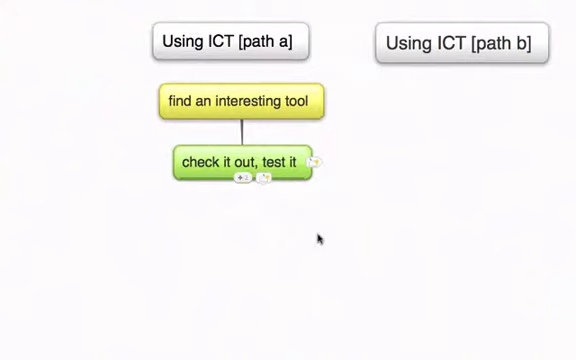 Using ICT [path a]
Using ICT [path b]
find an interesting tool
check it out, test it